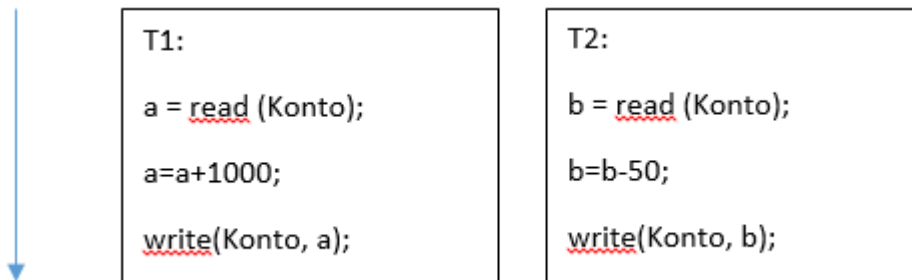 T1:
a = read (Konto);
a=a+1000;
write(Konto, a);
T2:
b = read (Konto);
b=b-50;
write(Konto, b);